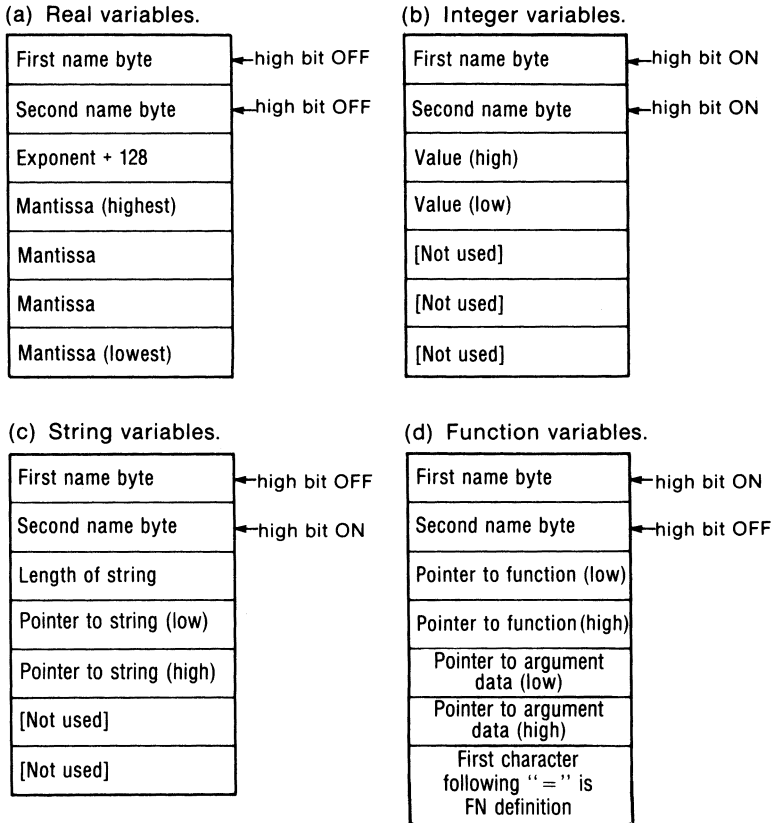 (a) Real variables.
First name byte
high bit OFF
Second name byte
high bit OFF
Exponent + 128
Mantissa (highest)
Mantissa
Mantissa
Mantissa (lowest)
(b) Integer variables.
First name byte
high bit ON
Second name byte
high bit ON
Value (high)
Value (low)
[Not used]
[Not used]
[Not used]
(c) String variables.
First name byte
high bit OFF
Second name byte
high bit ON
Length of string
Pointer to string (low)
Pointer to string (high)
[Not used]
[Not used]
(d) Function variables.
First name byte
high bit ON
Second name byte
high bit OFF
Pointer to function (low)
Pointer to function (high)
Pointer to argument
data (low)
Pointer to argument
data (high)
First character
following "=" is
FN definition